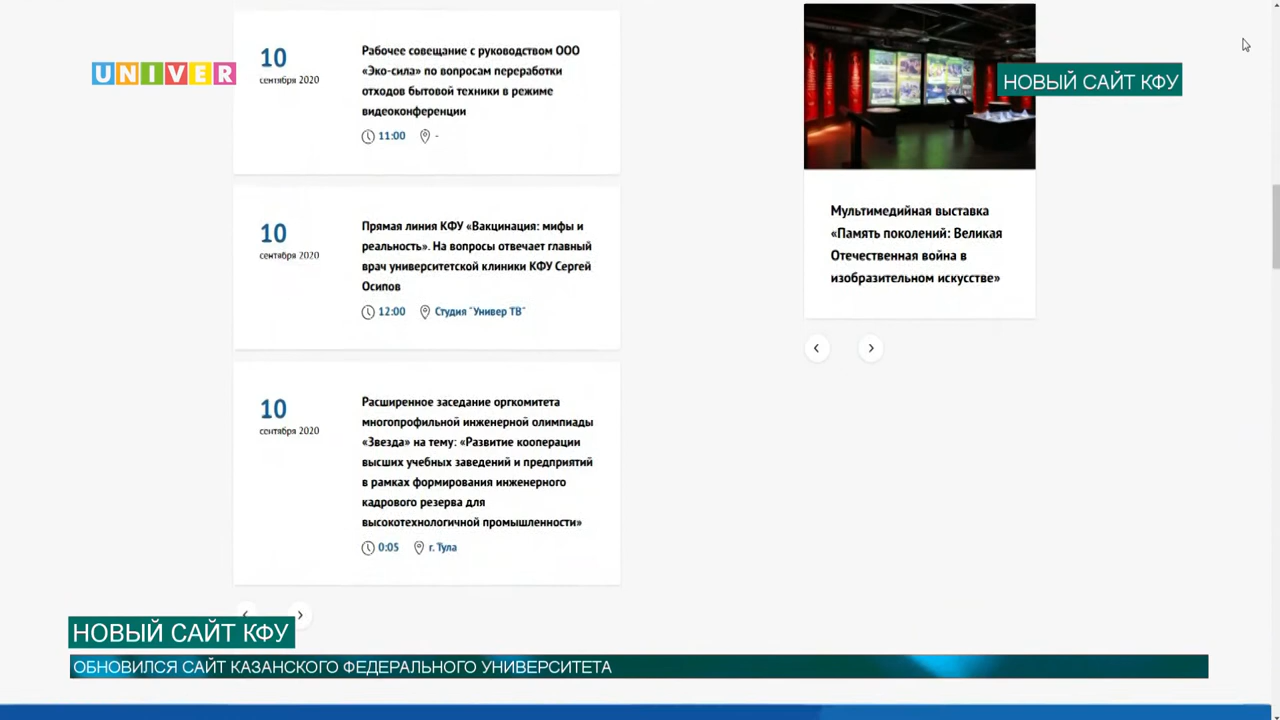 UNIVER
НОВЫЙ САЙТ КФУ
10
сентября 2020
Рабочее совещание с руководством ООО
«Эко-сила» по вопросам переработки
отходов бытовой техники в режиме
видеоконференции
11:00 -
10
сентября 2020
Прямая линия КФУ «Вакцинация: мифы и
реальность». На вопросы отвечает главный
врач университетской клиники КФУ Сергей
Осипов
12:00 Студия "Универ ТВ"
10
сентября 2020
Расширенное заседание оргкомитета
многопрофильной инженерной олимпиады
«Звезда» на тему: «Развитие кооперации
высших учебных заведений и предприятий
в рамках формирования инженерного
кадрового резерва для
высокотехнологичной промышленности»
0:05 г. Тула
Мультимедийная выставка
«Память поколений: Великая
Отечественная война в
изобразительном искусстве»
НОВЫЙ САЙТ КФУ
ОБНОВИЛСЯ САЙТ КАЗАНСКОГО ФЕДЕРАЛЬНОГО УНИВЕРСИТЕТА